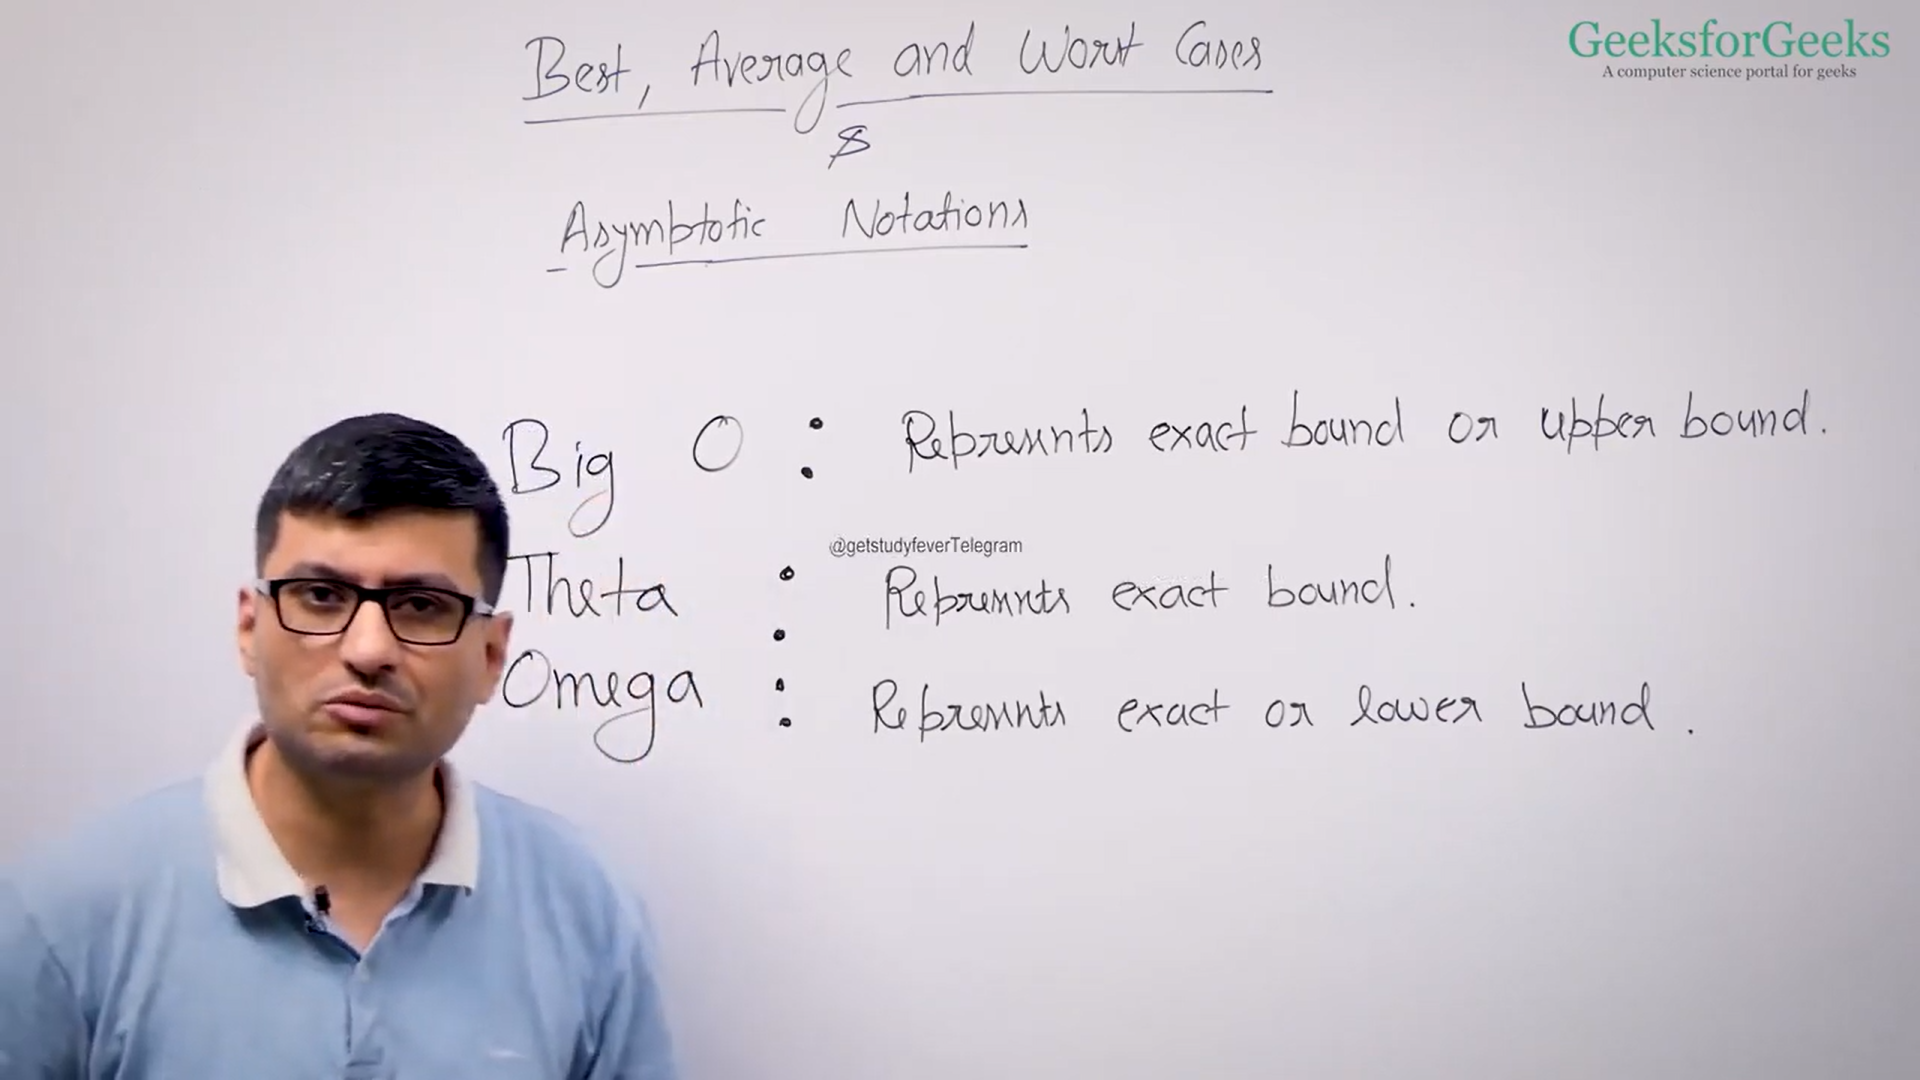 Best, Average and Worst Cases
&
Asymptotic Notations
GeeksforGeeks
A computer science portal for geeks
Big O : Represents exact bound or upper bound.
@getstudyfeverTelegram
Theta : Represents exact bound.
Omega : Represents exact or lower bound.